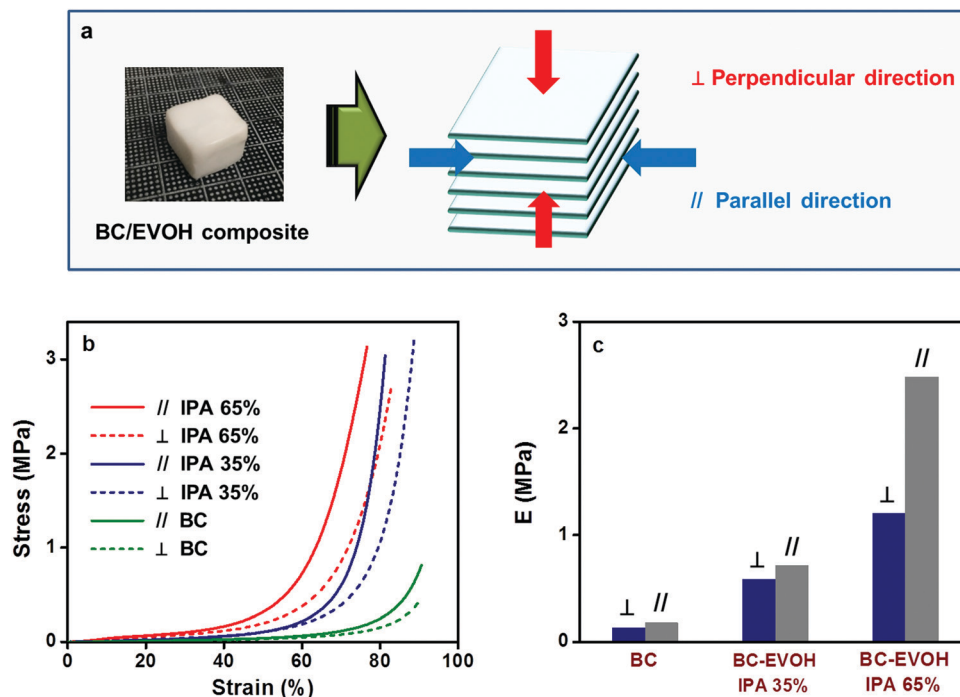 a
⊥ Perpendicular direction
// Parallel direction
BC/EVOH composite
b
Stress (MPa)
3
2
1
0
// IPA 65%
⊥ IPA 65%
// IPA 35%
⊥ IPA 35%
// BC
⊥ BC
0 20 40 60 80 100
Strain (%)
c
E (MPa)
3
2
1
0
⊥ //
⊥ //
⊥ //
BC
BC-EVOH
IPA 35%
BC-EVOH
IPA 65%